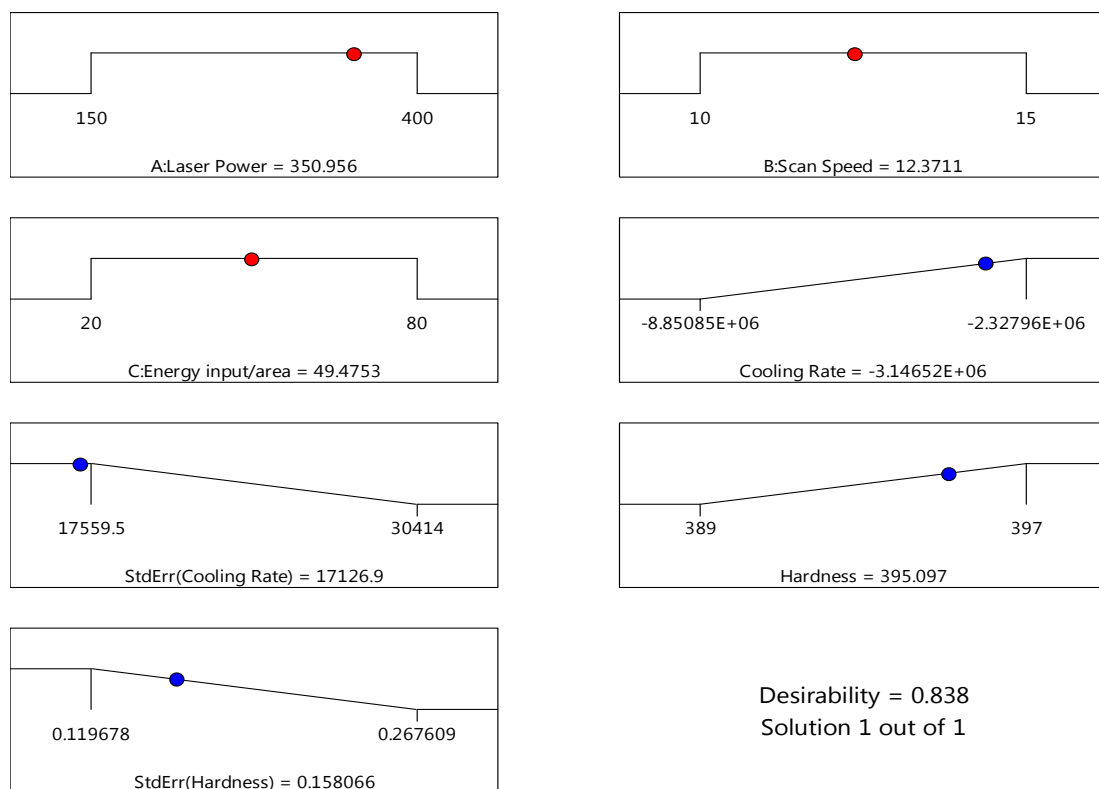 150 400
A:Laser Power = 350.956
10 15
B:Scan Speed = 12.3711
20 80
C:Energy input/area = 49.4753
-8.85085E+06 -2.32796E+06
Cooling Rate = -3.14652E+06
17559.5 30414
StdErr(Cooling Rate) = 17126.9
389 397
Hardness = 395.097
0.119678 0.267609
StdErr(Hardness) = 0.158066
Desirability = 0.838
Solution 1 out of 1